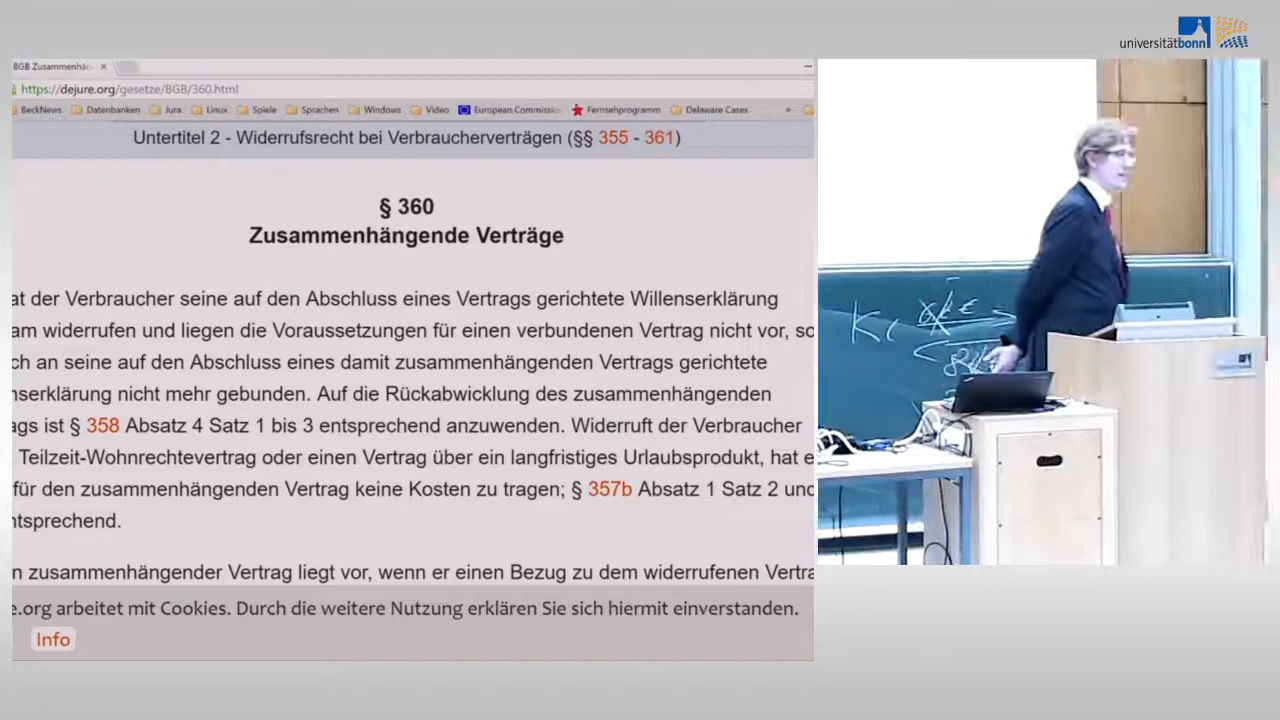 universitätbonn
BGB Zusammenhän
https://dejure.org/gesetze/BGB/360.html
BeckNews Datenbanken Jura Linux Spiele Sprachen Windows Video European Commissio Fernsehprogramm Delaware Cases »
Untertitel 2 - Widerrufsrecht bei Verbraucherverträgen (§§ 355 - 361)
§ 360
Zusammenhängende Verträge
at der Verbraucher seine auf den Abschluss eines Vertrags gerichtete Willenserklärung
am widerrufen und liegen die Voraussetzungen für einen verbundenen Vertrag nicht vor, so
ch an seine auf den Abschluss eines damit zusammenhängenden Vertrags gerichtete
nserklärung nicht mehr gebunden. Auf die Rückabwicklung des zusammenhängenden
ags ist § 358 Absatz 4 Satz 1 bis 3 entsprechend anzuwenden. Widerruft der Verbraucher
Teilzeit-Wohnrechtevertrag oder einen Vertrag über ein langfristiges Urlaubsprodukt, hat e
für den zusammenhängenden Vertrag keine Kosten zu tragen; § 357b Absatz 1 Satz 2 und
ntsprechend.
n zusammenhängender Vertrag liegt vor, wenn er einen Bezug zu dem widerrufenen Vertra
e.org arbeitet mit Cookies. Durch die weitere Nutzung erklären Sie sich hiermit einverstanden.
Info